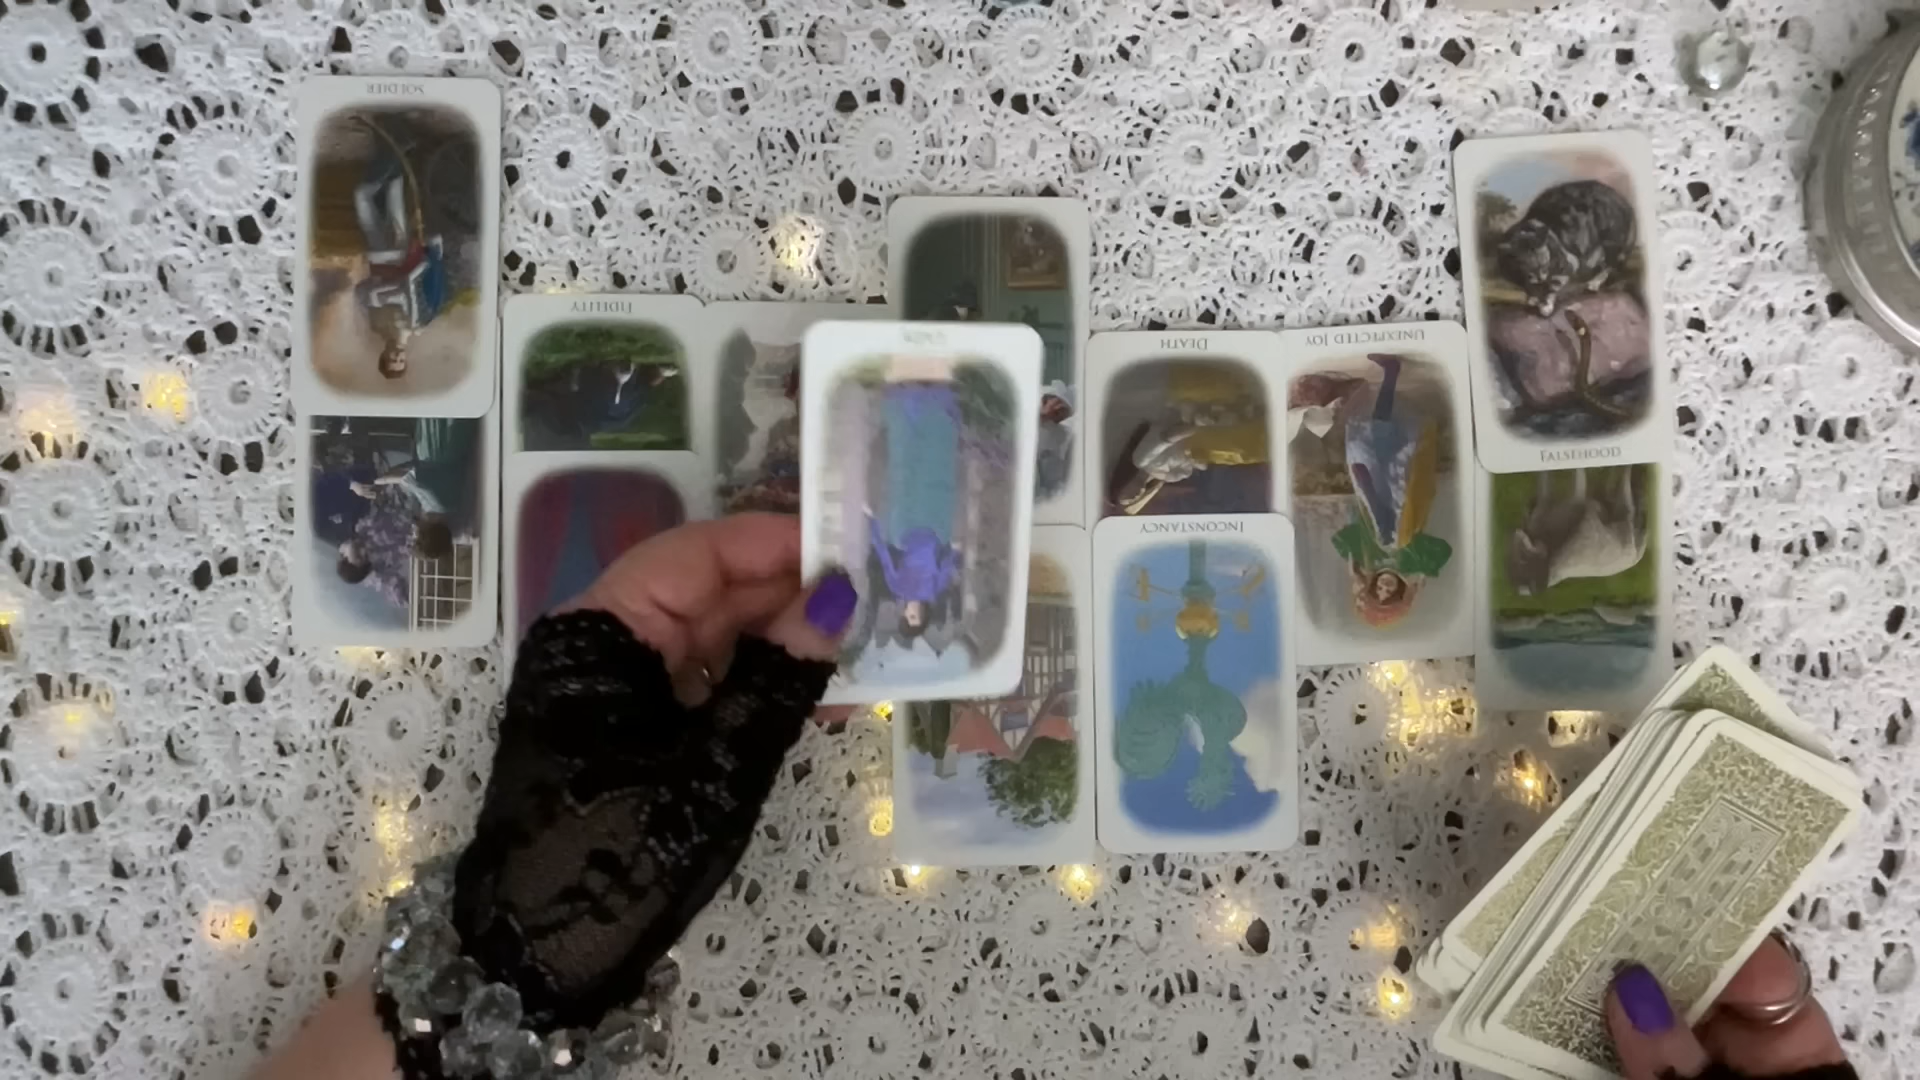 SOLDIER
FIDELITY
DEATH
UNEXPECTED JOY
INCONSTANCY
FALSEHOOD